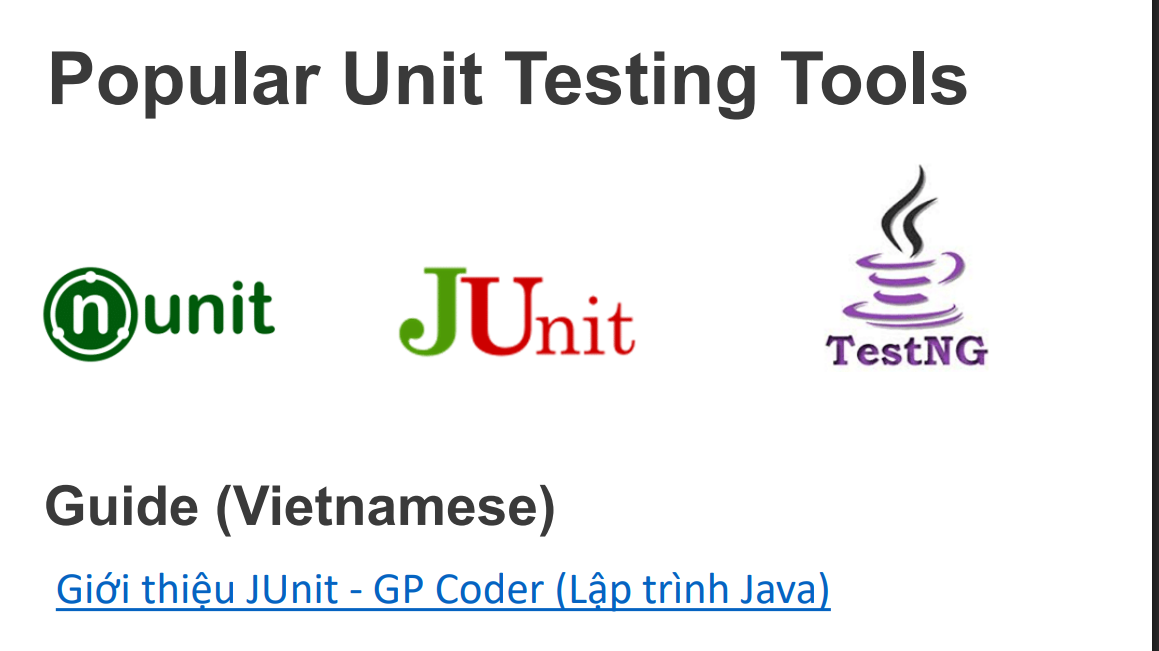 Popular Unit Testing Tools
nunit
JUnit
TestNG
Guide (Vietnamese)
Giới thiệu JUnit - GP Coder (Lập trình Java)